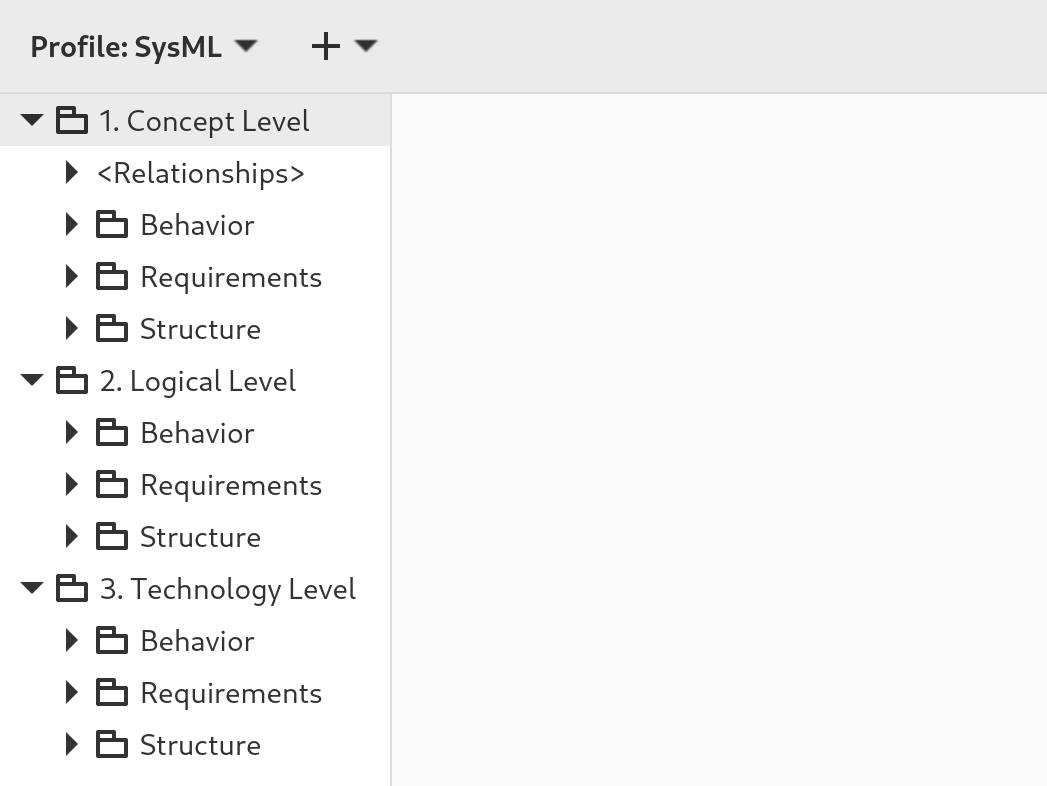 Profile: SysML
1. Concept Level
<Relationships>
Behavior
Requirements
Structure
2. Logical Level
Behavior
Requirements
Structure
3. Technology Level
Behavior
Requirements
Structure